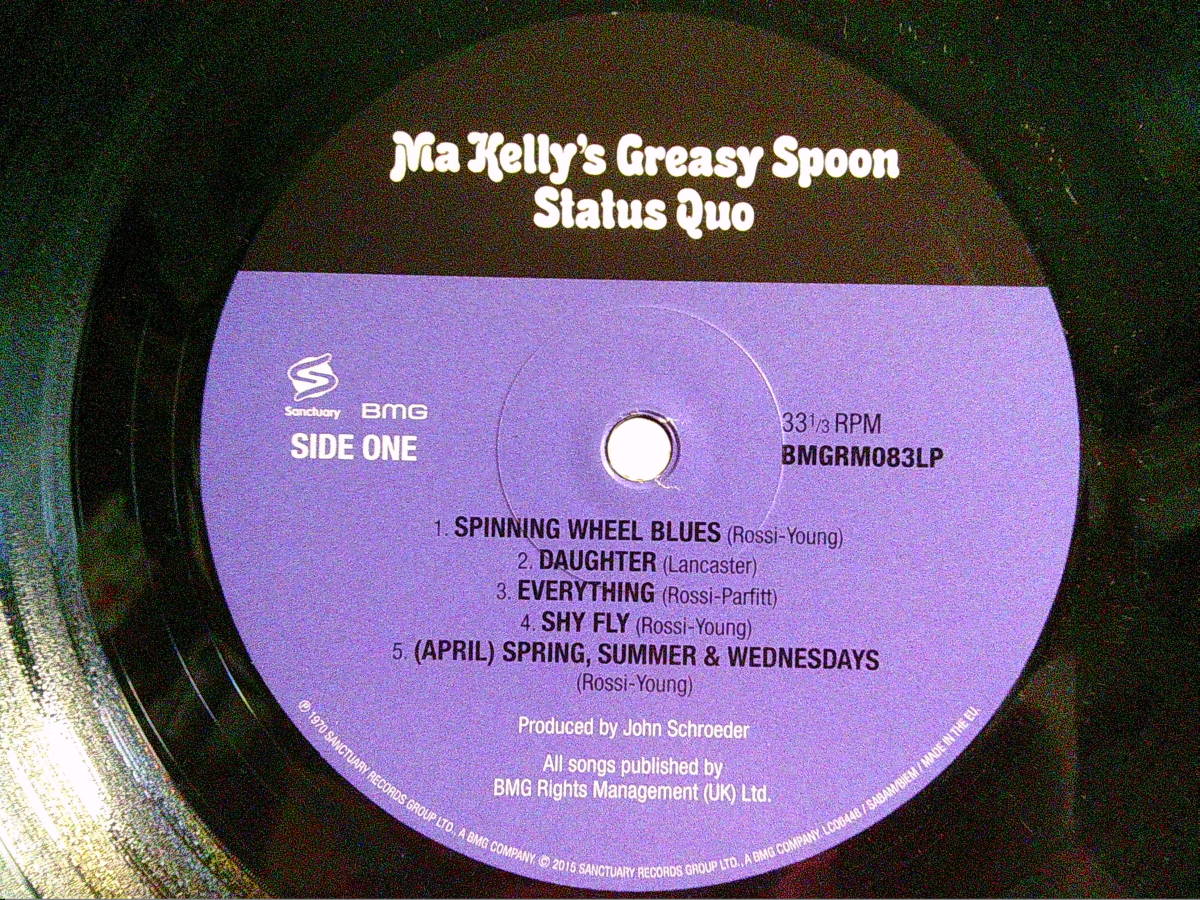 Ma Kelly's Greasy Spoon
Status Quo
Sanctuary BMG
SIDE ONE
33 1/3 RPM
BMGRM083LP
1. SPINNING WHEEL BLUES (Rossi-Young)
2. DAUGHTER (Lancaster)
3. EVERYTHING (Rossi-Parfitt)
4. SHY FLY (Rossi-Young)
5. (APRIL) SPRING, SUMMER & WEDNESDAYS
(Rossi-Young)
Produced by John Schroeder
All songs published by
BMG Rights Management (UK) Ltd.
℗ 1970 SANCTUARY RECORDS GROUP LTD. A BMG COMPANY. © 2015 SANCTUARY RECORDS GROUP LTD., A BMG COMPANY. LC00448 / SABAM/BIEM / MADE IN THE EU.